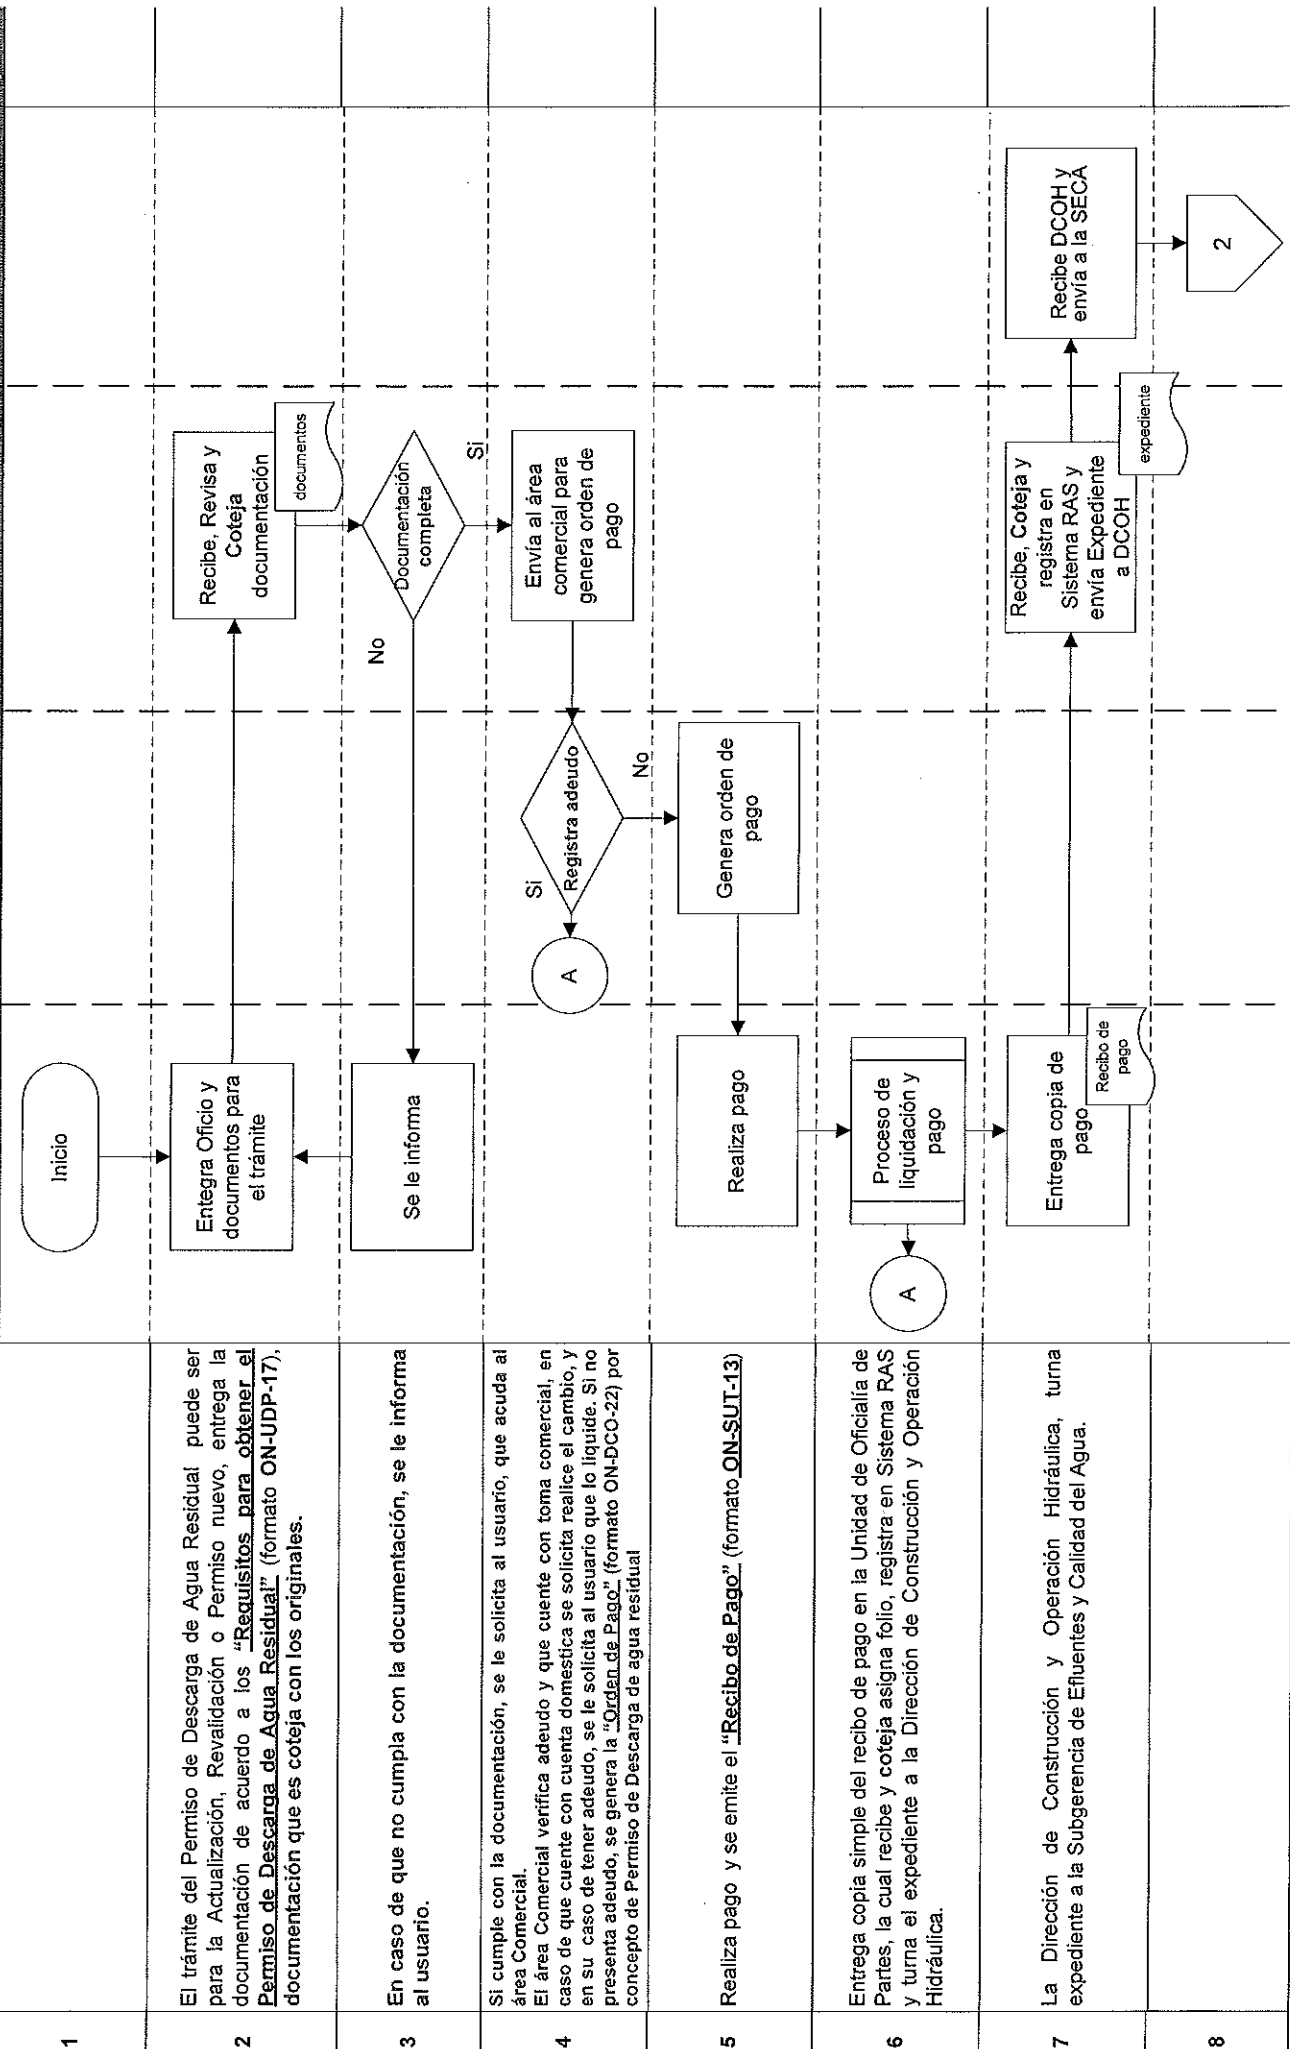 1
Inicio
2
El trámite del Permiso de Descarga de Agua Residual puede ser
para la Actualización, Revalidación o Permiso nuevo, entrega la
documentación de acuerdo a los "Requisitos para obtener el
Permiso de Descarga de Agua Residual" (formato ON-UDP-17),
documentación que es coteja con los originales.
Entegra Oficio y
documentos para
el trámite
Recibe, Revisa y
Coteja
documentación
documentos
3
En caso de que no cumpla con la documentación, se le informa
al usuario.
Se le informa
No
Documentación
completa
Si
4
Si cumple con la documentación, se le solicita al usuario, que acuda al
área Comercial.
El área Comercial verifica adeudo y que cuente con toma comercial, en
caso de que cuente con cuenta domestica se solicita realice el cambio, y
en su caso de tener adeudo, se le solicita al usuario que lo liquide. Si no
presenta adeudo, se genera la "Orden de Pago" (formato ON-DCO-22) por
concepto de Permiso de Descarga de agua residual
A
Si
Registra adeudo
No
Envía al área
comercial para
genera orden de
pago
5
Realiza pago y se emite el "Recibo de Pago" (formato ON-SUT-13)
Realiza pago
Genera orden de
pago
6
Entrega copia simple del recibo de pago en la Unidad de Oficialía de
Partes, la cual recibe y coteja asigna folio, registra en Sistema RAS
y turna el expediente a la Dirección de Construcción y Operación
Hidráulica.
A
Proceso de
liquidación y
pago
7
La Dirección de Construcción y Operación Hidráulica, turna
expediente a la Subgerencia de Efluentes y Calidad del Agua.
Entrega copia de
pago
Recibo de
pago
Recibe, Coteja y
registra en
Sistema RAS y
envía Expediente
a DCOH
expediente
Recibe DCOH y
envía a la SECA
8
2